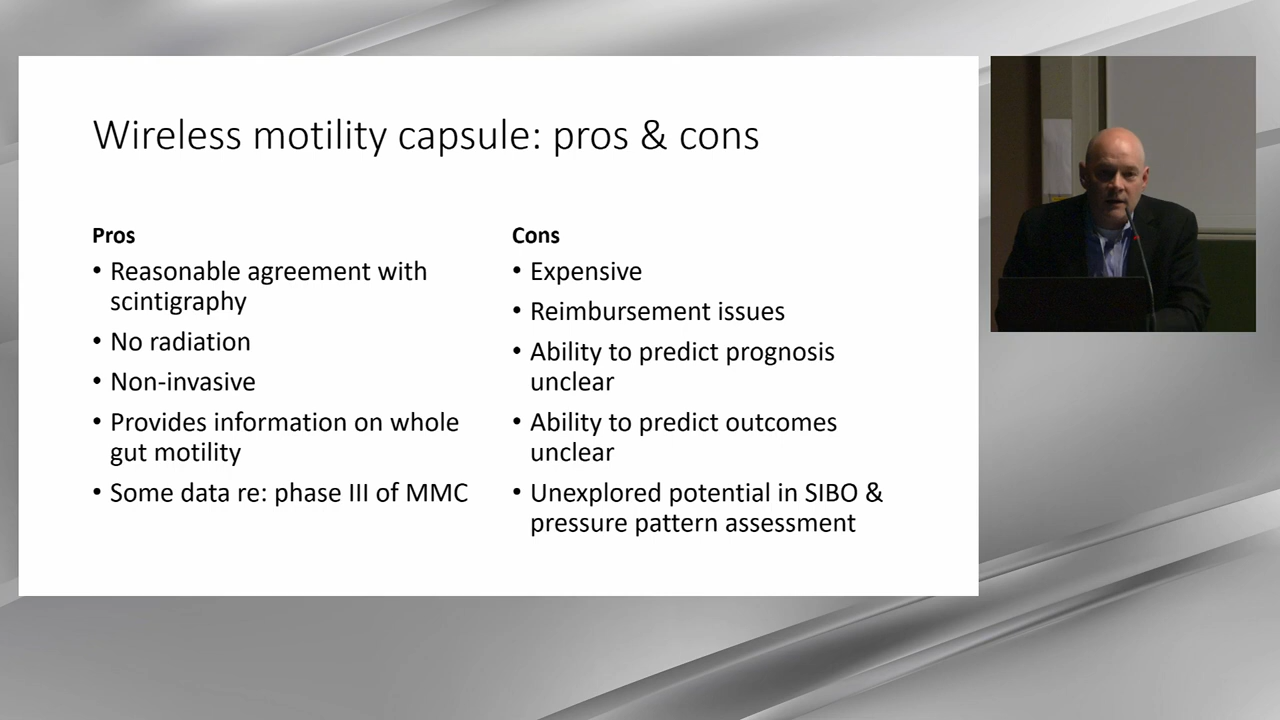 Wireless motility capsule: pros & cons
Pros
• Reasonable agreement with
scintigraphy
• No radiation
• Non-invasive
• Provides information on whole
gut motility
• Some data re: phase III of MMC
Cons
• Expensive
• Reimbursement issues
• Ability to predict prognosis
unclear
• Ability to predict outcomes
unclear
• Unexplored potential in SIBO &
pressure pattern assessment